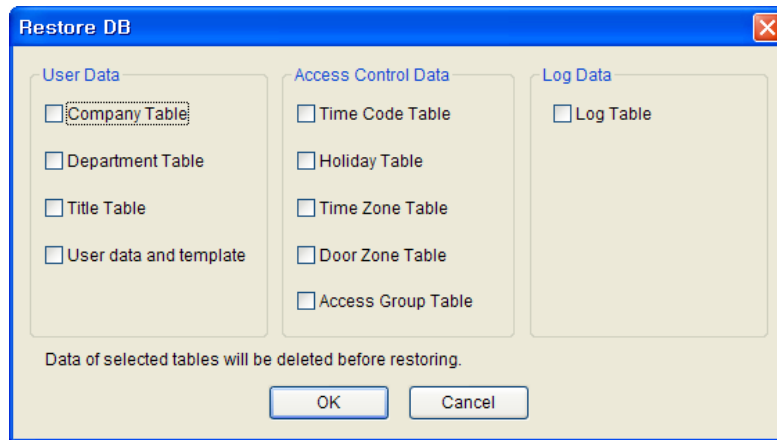 Restore DB
User Data
Company Table
Department Table
Title Table
User data and template
Access Control Data
Time Code Table
Holiday Table
Time Zone Table
Door Zone Table
Access Group Table
Log Data
Log Table
Data of selected tables will be deleted before restoring.
OK
Cancel